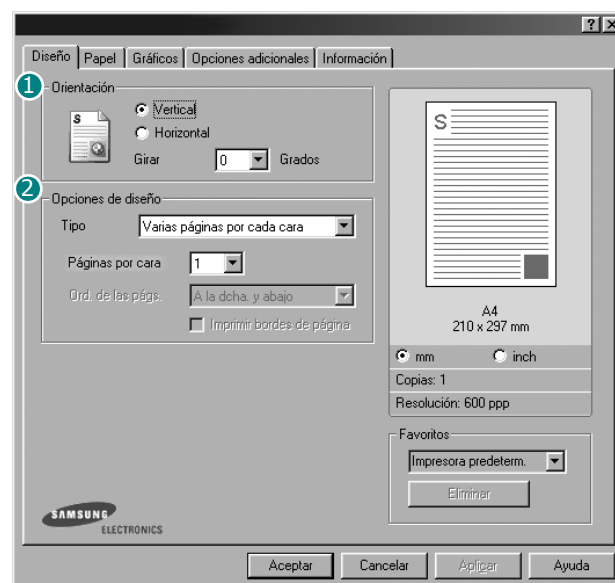 Diseño Papel Gráficos Opciones adicionales Información
1
Orientación
Vertical
Horizontal
Girar 0 Grados
2
Opciones de diseño
Tipo Varias páginas por cada cara
Páginas por cara 1
Ord. de las págs. A la dcha. y abajo
Imprimir bordes de página
S
S
A4
210 x 297 mm
mm inch
Copias: 1
Resolución: 600 ppp
Favoritos
Impresora predeterm.
Eliminar
SAMSUNG
ELECTRONICS
Aceptar Cancelar Aplicar Ayuda